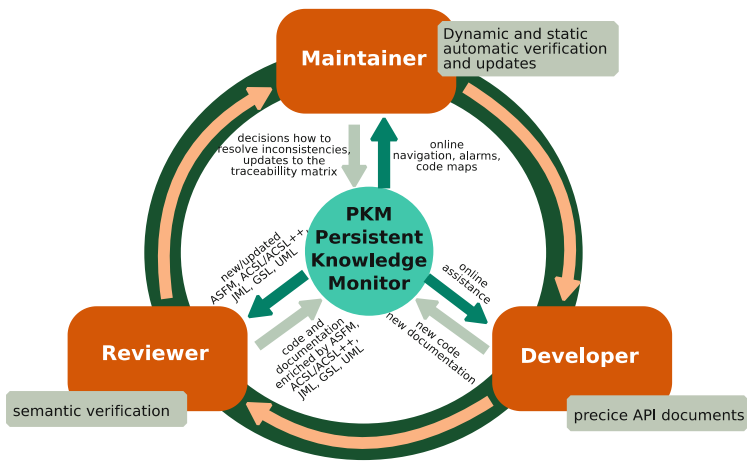 Maintainer
Dynamic and static
automatic verification
and updates
decisions how to
resolve inconsistencies,
updates to the
traceabillity matrix
online
navigation, alarms,
code maps
PKM
Persistent
Knowledge
Monitor
new/updated
ASFM, ACSL/ACSL++,
JML, GSL, UML
online
assistance
code and
documentation
enriched by ASFM,
ACSL/ACSL++,
JML, GSL, UML
new code
new documentation
Reviewer
semantic verification
Developer
precice API documents